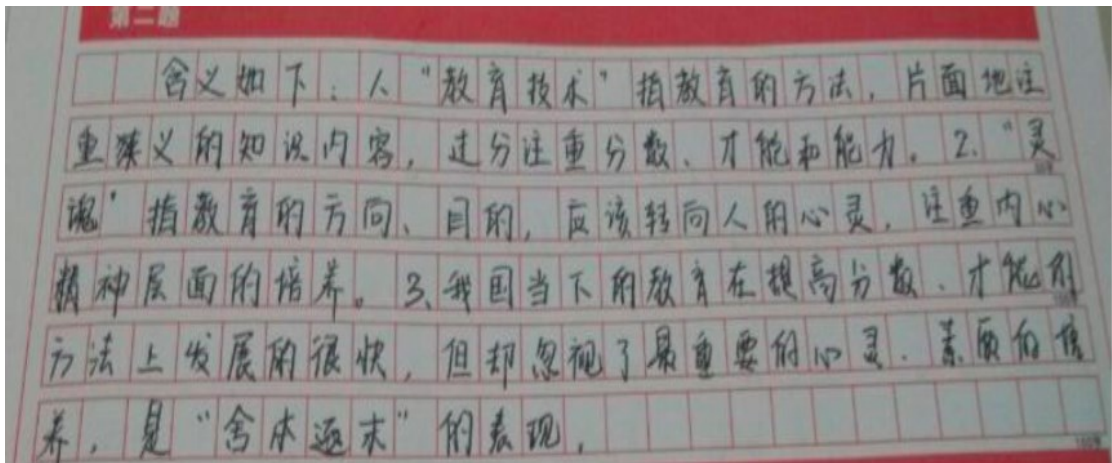 第二题
含义如下：1、“教育技术”指教育的方法，片面地注
重狭义的知识内容，过分注重分数、才能和能力。2、“灵
魂”指教育的方向、目的，应该转向人的心灵，注重内心
精神层面的培养。3、我国当下的教育在提高分数、才能的
方法上发展的很快，但却忽视了最重要的心灵、素质的培
养，是“舍本逐末”的表现，